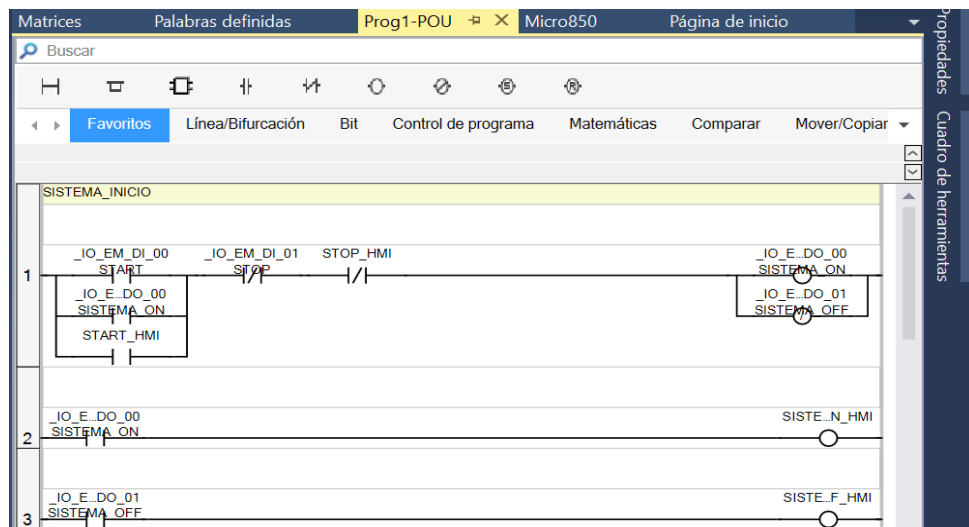 Matrices Palabras definidas Prog1-POU Micro850 Página de inicio
Buscar
Favoritos Línea/Bifurcación Bit Control de programa Matemáticas Comparar Mover/Copiar
SISTEMA_INICIO
_IO_EM_DI_00 _IO_EM_DI_01 STOP_HMI _IO_E...DO_00
START STOP SISTEMA_ON
1
_IO_E...DO_00 _IO_E...DO_01
SISTEMA_ON SISTEMA_OFF
START_HMI
_IO_E...DO_00 SISTE...N_HMI
SISTEMA_ON
2
_IO_E...DO_01 SISTE...F_HMI
SISTEMA_OFF
3
Propiedades
Cuadro de herramientas